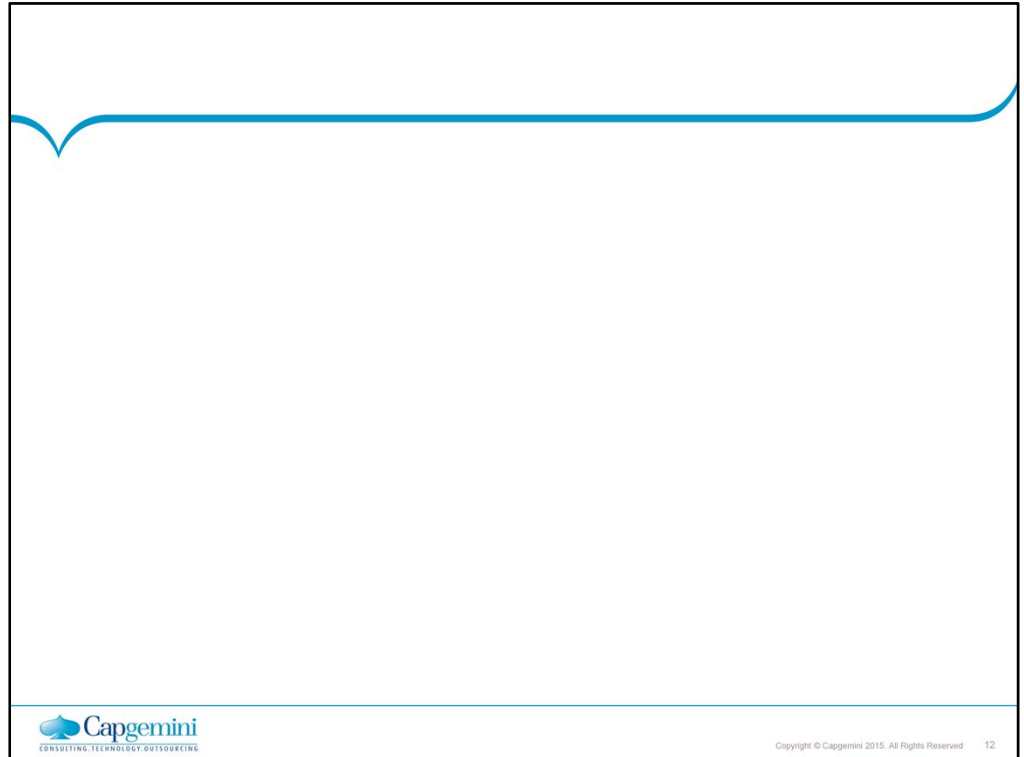 Capgemini
CONSULTING.TECHNOLOGY.OUTSOURCING
Copyright © Capgemini 2015. All Rights Reserved 12